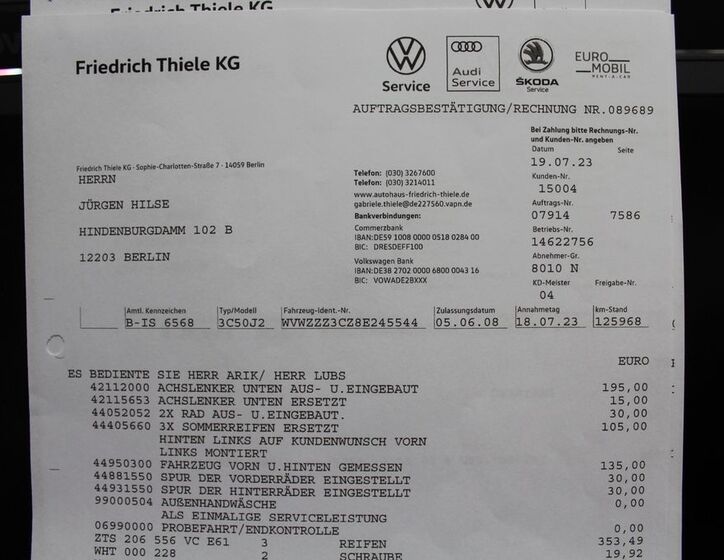 Friedrich Thiele KG
Friedrich Thiele KG
Service
Audi
Service
ŠKODA
Service
EURO
MOBIL
RENT-A-CAR
AUFTRAGSBESTÄTIGUNG/RECHNUNG NR.089689
Bei Zahlung bitte Rechnungs-Nr.
und Kunden-Nr. angeben
Datum Seite
19.07.23
Kunden-Nr.
15004
Auftrags-Nr.
07914 7586
Betriebs-Nr.
14622756
Abnehmer-Gr.
8010 N
KD-Meister Freigabe-Nr.
04
Friedrich Thiele KG · Sophie-Charlotten-Straße 7 · 14059 Berlin
HERRN
JÜRGEN HILSE
HINDENBURGDAMM 102 B
12203 BERLIN
Telefon: (030) 3267600
Telefon: (030) 3214011
www.autohaus-friedrich-thiele.de
gabriele.thiele@de227560.vapn.de
Bankverbindungen:
Commerzbank
IBAN:DE59 1008 0000 0518 0284 00
BIC: DRESDEFF100
Volkswagen Bank
IBAN:DE38 2702 0000 6800 0043 16
BIC: VOWADE2BXXX
Amtl. Kennzeichen Typ/Modell Fahrzeug-Ident.-Nr. Zulassungsdatum Annahmetag km-Stand
B-IS 6568 3C50J2 WVWZZZ3CZ8E245544 05.06.08 18.07.23 125968
EURO
ES BEDIENTE SIE HERR ARIK/ HERR LUBS
42112000 ACHSLENKER UNTEN AUS- U.EINGEBAUT 195,00
42115653 ACHSLENKER UNTEN ERSETZT 15,00
44052052 2X RAD AUS- U.EINGEBAUT. 30,00
44405660 3X SOMMERREIFEN ERSETZT 105,00
HINTEN LINKS AUF KUNDENWUNSCH VORN
LINKS MONTIERT
44950300 FAHRZEUG VORN U.HINTEN GEMESSEN 135,00
44881550 SPUR DER VORDERRÄDER EINGESTELLT 30,00
44931550 SPUR DER HINTERRÄDER EINGESTELLT 30,00
99000504 AUßENHANDWÄSCHE 0,00
ALS EINMALIGE SERVICELEISTUNG
06990000 PROBEFAHRT/ENDKONTROLLE 0,00
ZTS 206 556 VC E61 3 REIFEN 353,49
WHT 000 228 2 SCHRAUBE 19,92